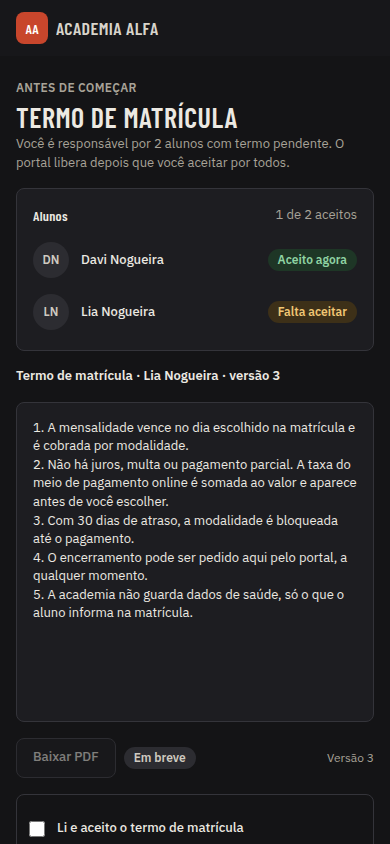 AA ACADEMIA ALFA
ANTES DE COMEÇAR
TERMO DE MATRÍCULA
Você é responsável por 2 alunos com termo pendente. O
portal libera depois que você aceitar por todos.
Alunos 1 de 2 aceitos
DN Davi Nogueira Aceito agora
LN Lia Nogueira Falta aceitar
Termo de matrícula · Lia Nogueira · versão 3
1. A mensalidade vence no dia escolhido na matrícula e
é cobrada por modalidade.
2. Não há juros, multa ou pagamento parcial. A taxa do
meio de pagamento online é somada ao valor e aparece
antes de você escolher.
3. Com 30 dias de atraso, a modalidade é bloqueada
até o pagamento.
4. O encerramento pode ser pedido aqui pelo portal, a
qualquer momento.
5. A academia não guarda dados de saúde, só o que o
aluno informa na matrícula.
Baixar PDF Em breve Versão 3
Li e aceito o termo de matrícula